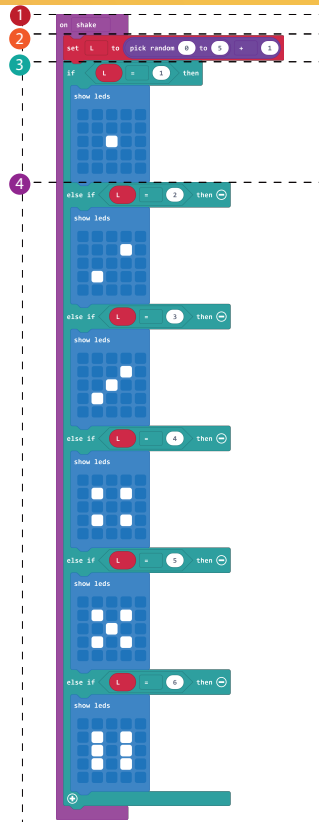 1
on shake
2
set L to pick random 0 to 5 + 1
3
if L = 1 then
show leds
4
else if L = 2 then
show leds
else if L = 3 then
show leds
else if L = 4 then
show leds
else if L = 5 then
show leds
else if L = 6 then
show leds